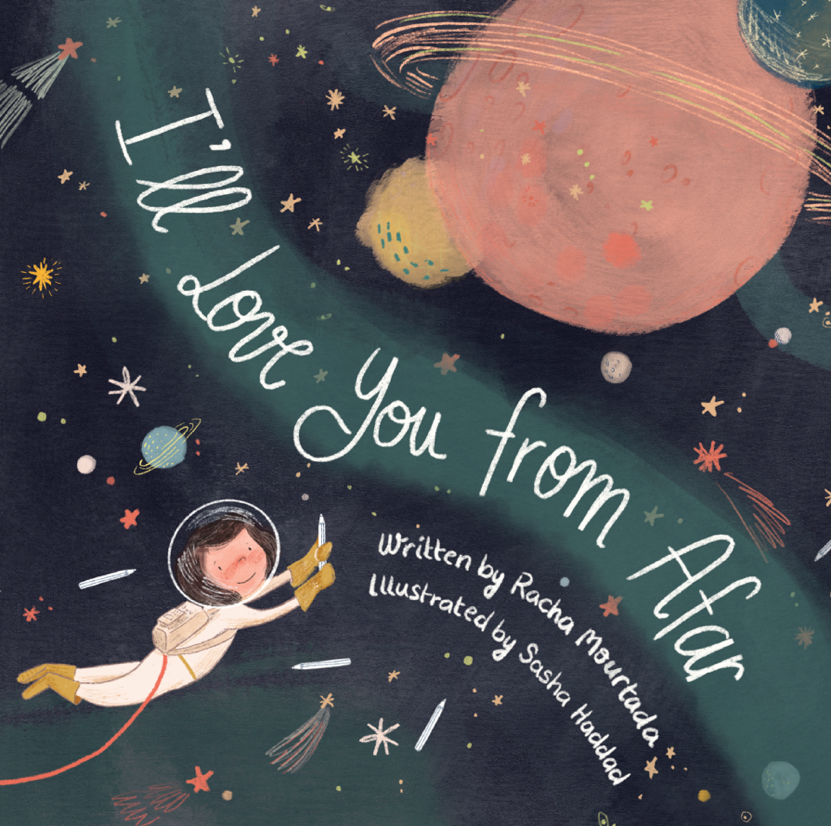 I'll Love You from Afar
Written by Racha Mourtada
Illustrated by Sasha Haddad